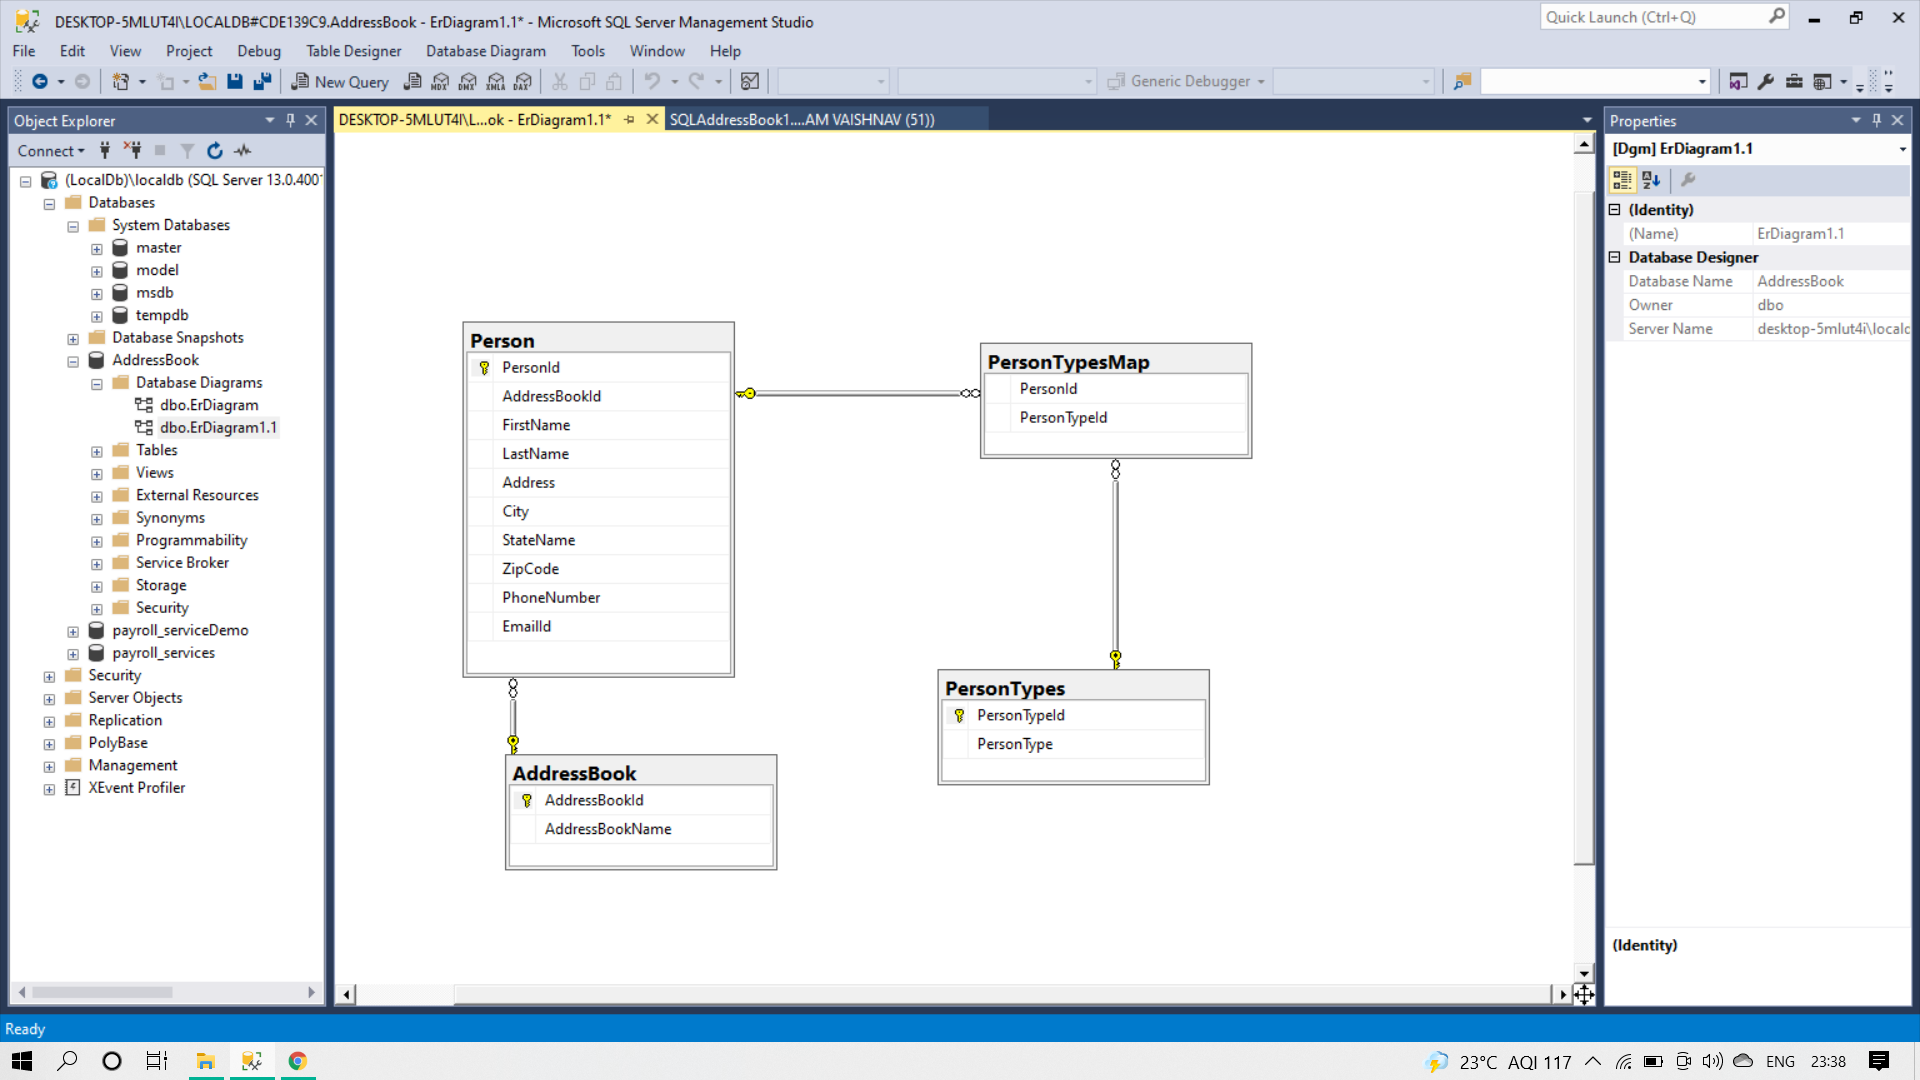 DESKTOP-5MLUT4I\LOCALDB#CDE139C9.AddressBook - ErDiagram1.1* - Microsoft SQL Server Management Studio
Quick Launch (Ctrl+Q)
File Edit View Project Debug Table Designer Database Diagram Tools Window Help
New Query MDX DMX XMLA DAX Generic Debugger
Object Explorer
Connect
(LocalDb)\localdb (SQL Server 13.0.4001
Databases
System Databases
master
model
msdb
tempdb
Database Snapshots
AddressBook
Database Diagrams
dbo.ErDiagram
dbo.ErDiagram1.1
Tables
Views
External Resources
Synonyms
Programmability
Service Broker
Storage
Security
payroll_serviceDemo
payroll_services
Security
Server Objects
Replication
PolyBase
Management
XEvent Profiler
DESKTOP-5MLUT4I\L...ok - ErDiagram1.1*
SQLAddressBook1....AM VAISHNAV (51))
Person
PersonId
AddressBookId
FirstName
LastName
Address
City
StateName
ZipCode
PhoneNumber
EmailId
PersonTypesMap
PersonId
PersonTypeId
AddressBook
AddressBookId
AddressBookName
PersonTypes
PersonTypeId
PersonType
Properties
[Dgm] ErDiagram1.1
(Identity)
(Name) ErDiagram1.1
Database Designer
Database Name AddressBook
Owner dbo
Server Name desktop-5mlut4i\localc
(Identity)
Ready
23°C AQI 117 ENG 23:38